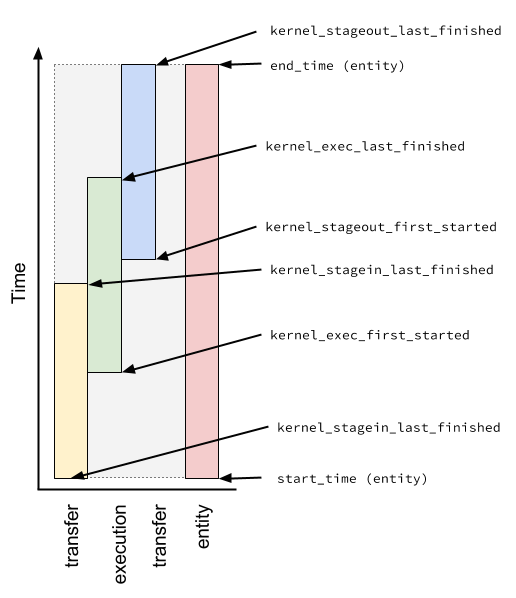 kernel_stageout_last_finished
end_time (entity)
kernel_exec_last_finished
kernel_stageout_first_started
kernel_stagein_last_finished
kernel_exec_first_started
kernel_stagein_last_finished
start_time (entity)
Time
transfer
execution
transfer
entity